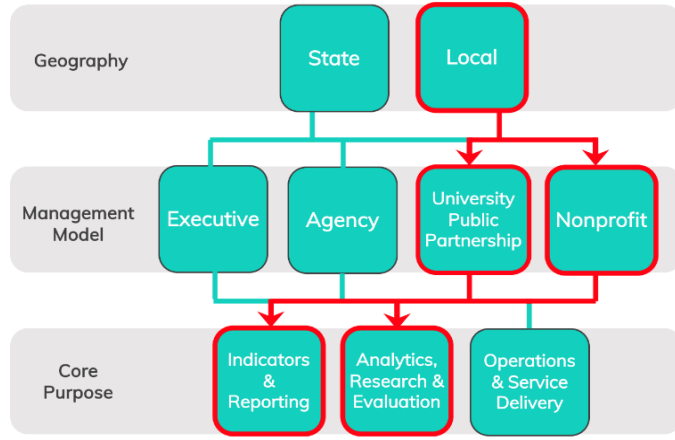 Geography
State
Local
Management
Model
Executive
Agency
University
Public
Partnership
Nonprofit
Core
Purpose
Indicators
&
Reporting
Analytics,
Research &
Evaluation
Operations
& Service
Delivery